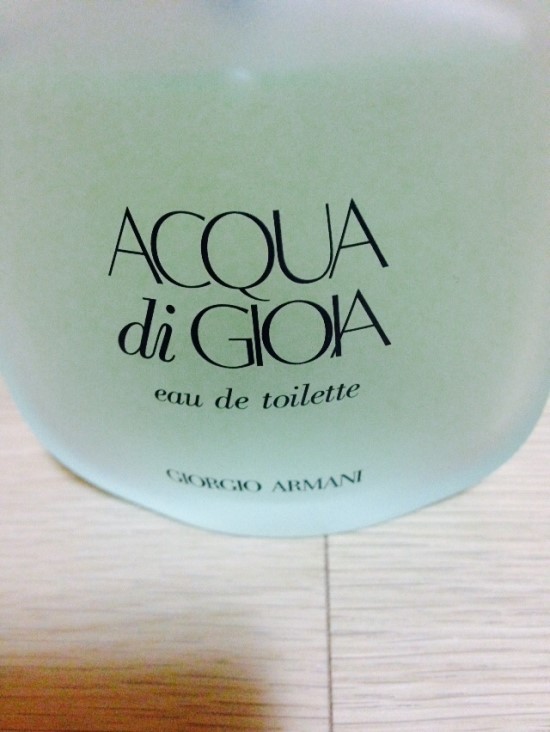 ACQUA
di GIOIA
eau de toilette
GIORGIO ARMANI